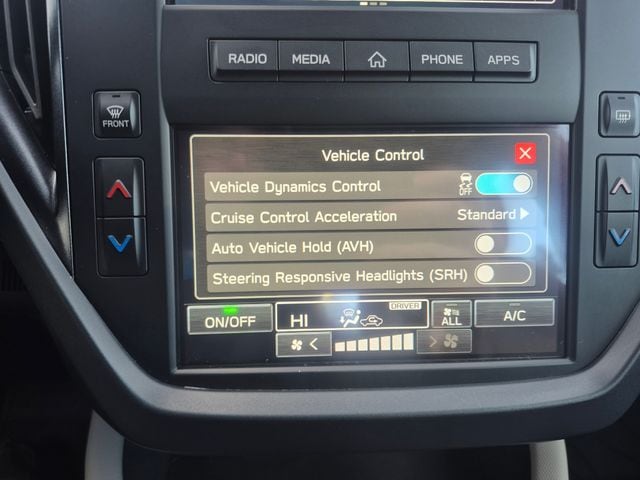 RADIO MEDIA PHONE APPS
FRONT
Vehicle Control
Vehicle Dynamics Control OFF
Cruise Control Acceleration Standard
Auto Vehicle Hold (AVH)
Steering Responsive Headlights (SRH)
ON/OFF HI DRIVER ALL A/C